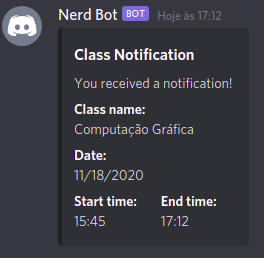 Nerd Bot BOT Hoje às 17:12
Class Notification
You received a notification!
Class name:
Computação Gráfica
Date:
11/18/2020
Start time: End time:
15:45 17:12